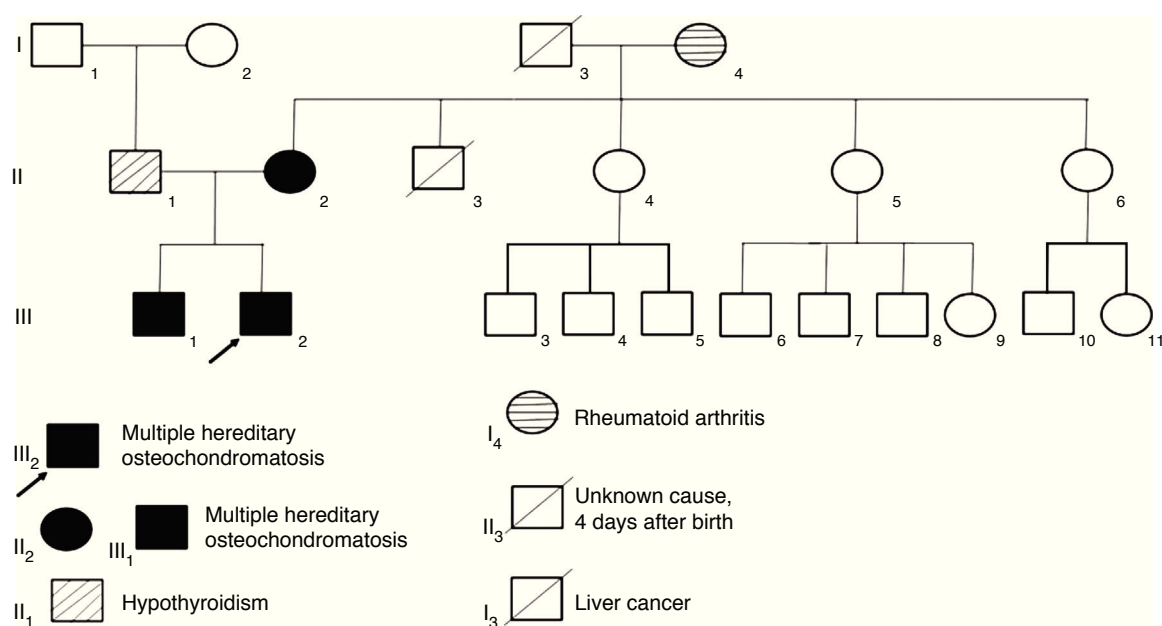 I
1
2
3
4
II
1
2
3
4
5
6
III
1
2
3
4
5
6
7
8
9
10
11
III2
Multiple hereditary
osteochondromatosis
II2
III1
Multiple hereditary
osteochondromatosis
II1
Hypothyroidism
I4
Rheumatoid arthritis
II3
Unknown cause,
4 days after birth
I3
Liver cancer